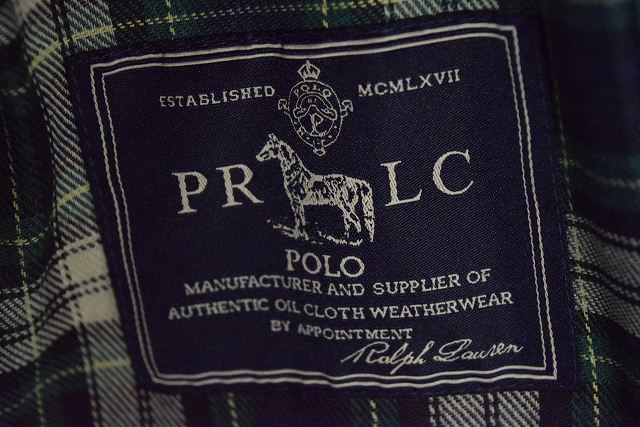 ESTABLISHED MCMLXVII
POLO
PR LC
POLO
MANUFACTURER AND SUPPLIER OF
AUTHENTIC OIL CLOTH WEATHERWEAR
BY APPOINTMENT
Ralph Lauren